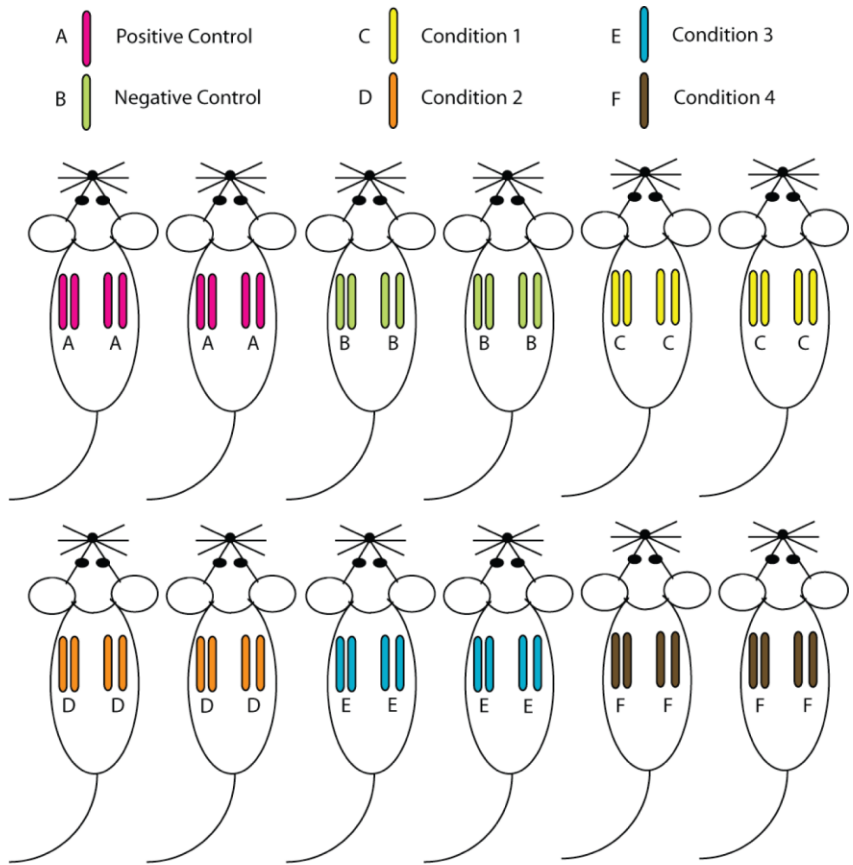 A Positive Control C Condition 1 E Condition 3
B Negative Control D Condition 2 F Condition 4
A A A A B B B B C C C C
D D D D E E E E F F F F